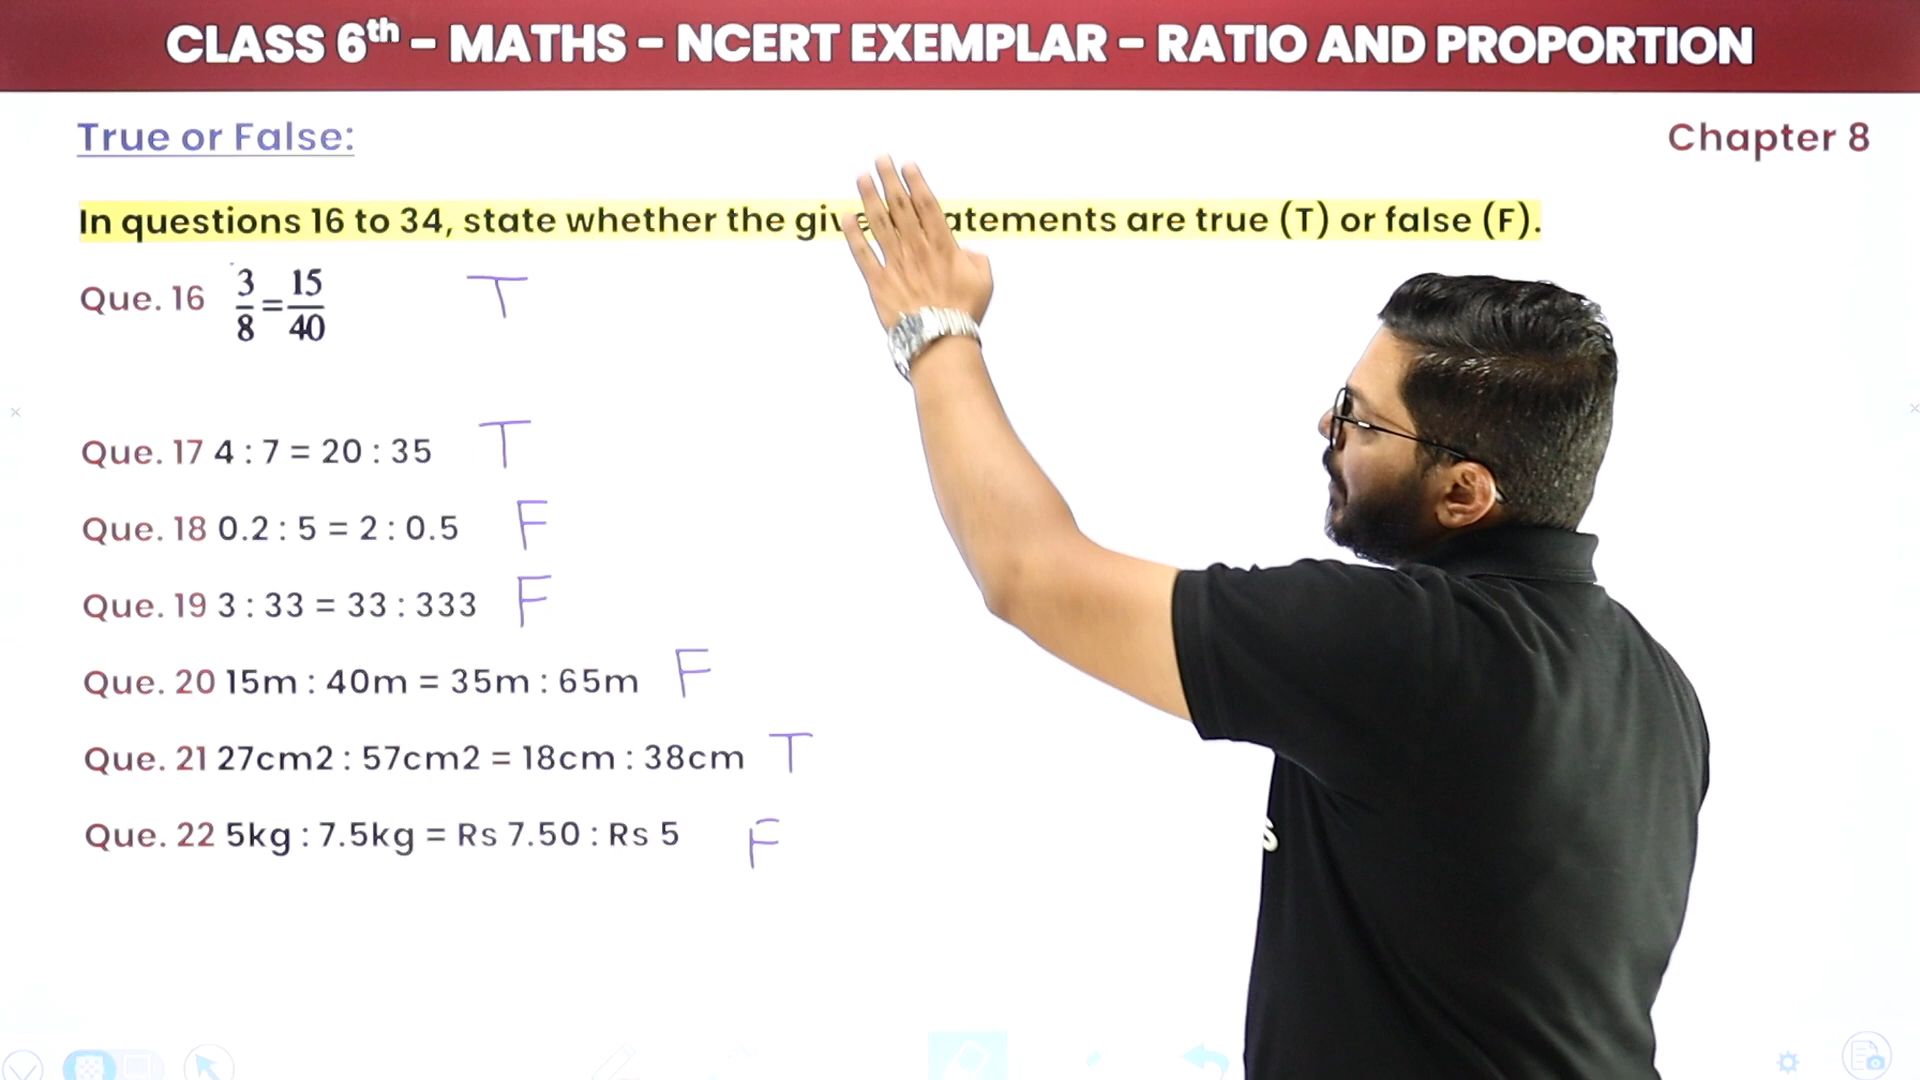 CLASS 6th – MATHS – NCERT EXEMPLAR – RATIO AND PROPORTION
True or False:
Chapter 8
In questions 16 to 34, state whether the atements are true (T) or false (F).
Que. 16 3/8 = 15/40 T
Que. 17 4 : 7 = 20 : 35 T
Que. 18 0.2 : 5 = 2 : 0.5 F
Que. 19 3 : 33 = 33 : 333 F
Que. 20 15m : 40m = 35m : 65m F
Que. 21 27cm2 : 57cm2 = 18cm : 38cm T
Que. 22 5kg : 7.5kg = Rs 7.50 : Rs 5 F